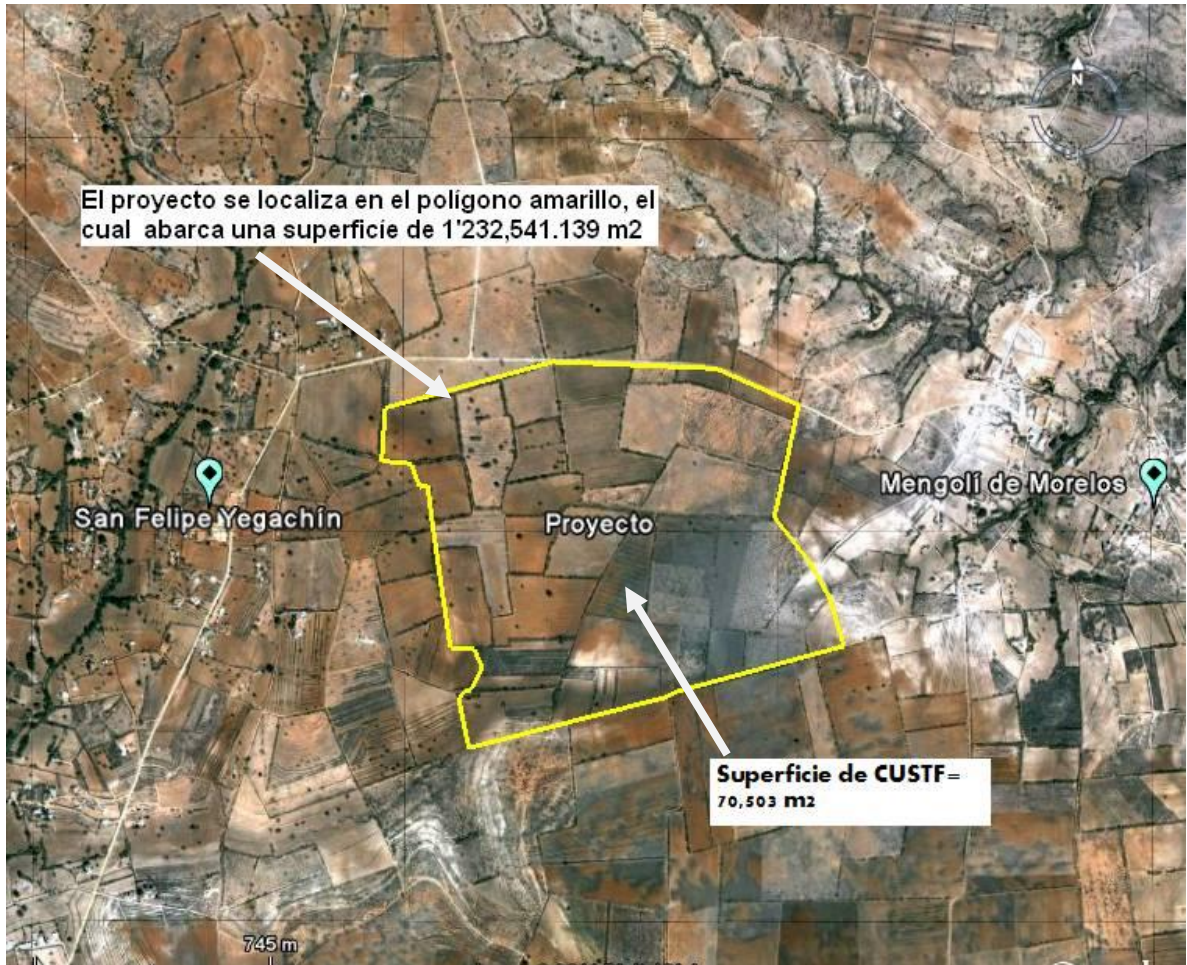 N
El proyecto se localiza en el polígono amarillo, el
cual abarca una superficie de 1'232,541.139 m2
San Felipe Yegachín
Mengolí de Morelos
Proyecto
Superficie de CUSTF=
70,503 m2
745 m